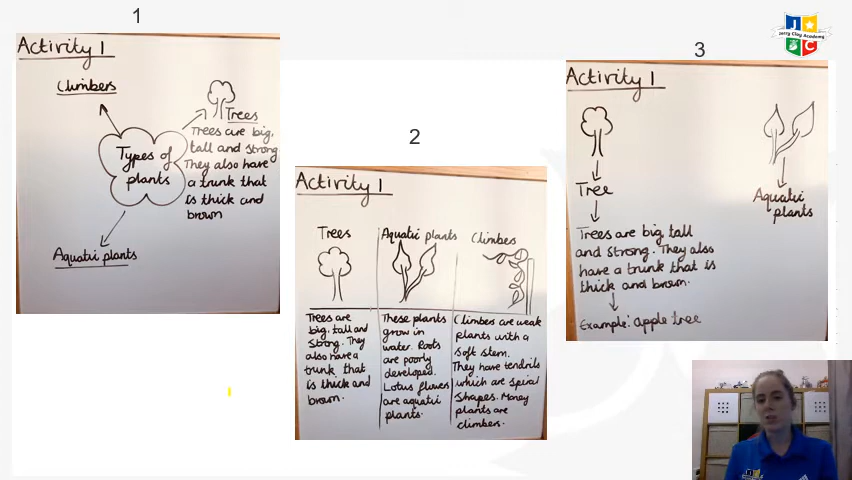 1
Activity 1
Climbers
Trees
Trees are big,
tall and strong.
They also have
a trunk that
is thick and
brown
Types of
plants
Aquatic plants
2
Activity 1
Trees
Trees are
big, tall and
strong. They
also have a
trunk that
is thick and
brown.
Aquatic plants
These plants
grow in
water. Roots
are poorly
developed.
Lotus flowers
are aquatic
plants.
Climbers
Climbers are weak
plants with a
soft stem.
They have tendrils
which are spiral
shapes. Money
plants are
climbers.
3
Activity 1
Tree
Trees are big, tall
and strong. They also
have a trunk that is
thick and brown.
Example: apple tree
Aquatic
plants
J
Jerry Clay Academy
C